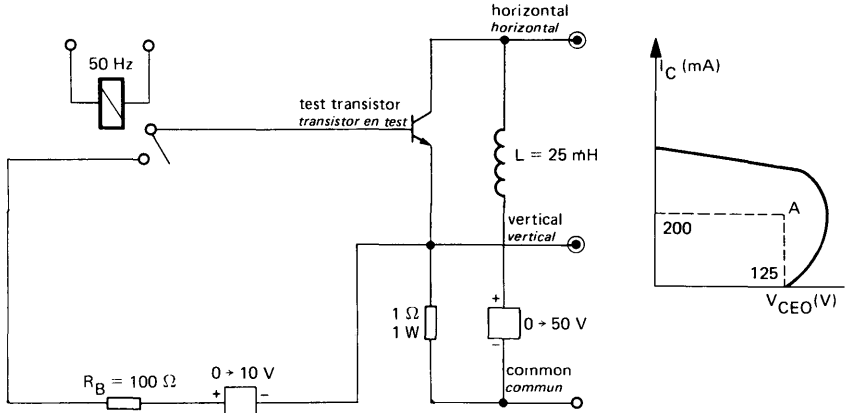 horizontal
horizontal
50 Hz
test transistor
transistor en test
L = 25 mH
vertical
vertical
1 Ω
1 W
+
0 → 50 V
−
common
commun
R_B = 100 Ω
0 → 10 V
+ −
I_C (mA)
A
200
125
V_CEO (V)